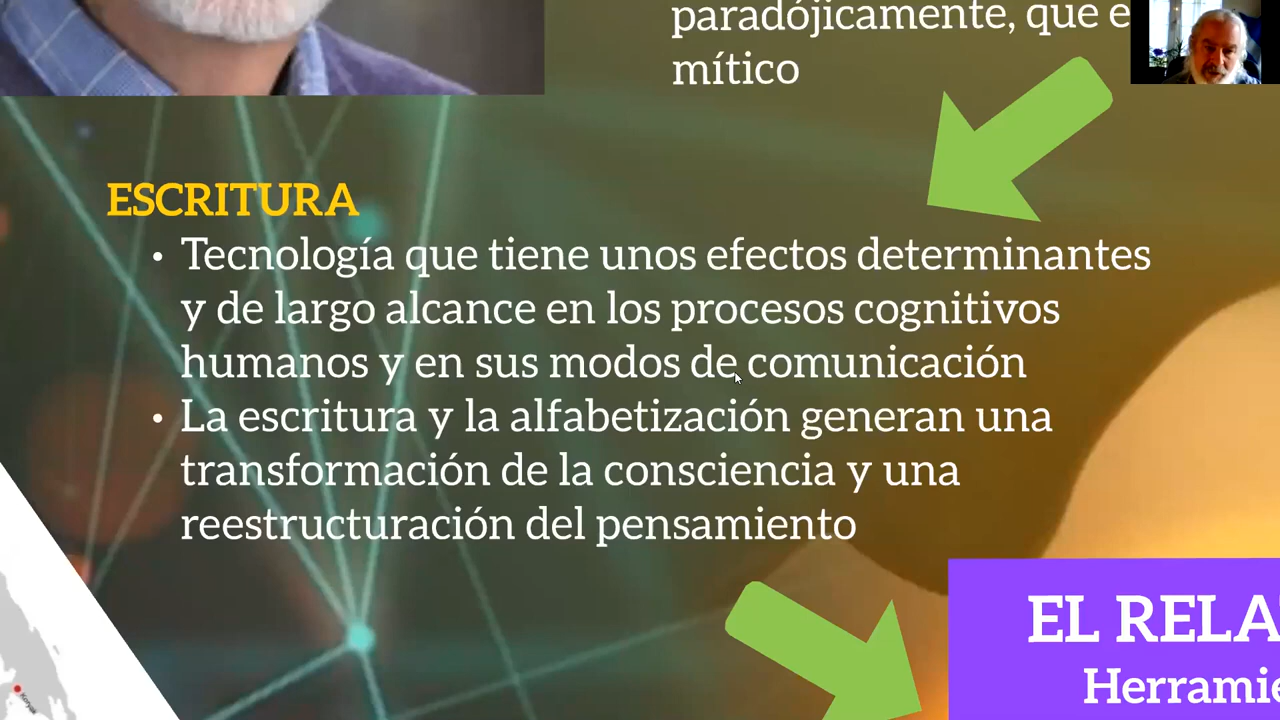 paradójicamente, que e
mítico
ESCRITURA
• Tecnología que tiene unos efectos determinantes
y de largo alcance en los procesos cognitivos
humanos y en sus modos de comunicación
• La escritura y la alfabetización generan una
transformación de la consciencia y una
reestructuración del pensamiento
EL RELA
Herramie